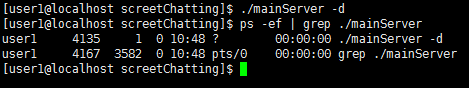 [user1@localhost screetChatting]$ ./mainServer -d
[user1@localhost screetChatting]$ ps -ef | grep ./mainServer
user1     4135     1  0 10:48 ?        00:00:00 ./mainServer -d
user1     4167  3582  0 10:48 pts/0    00:00:00 grep ./mainServer
[user1@localhost screetChatting]$